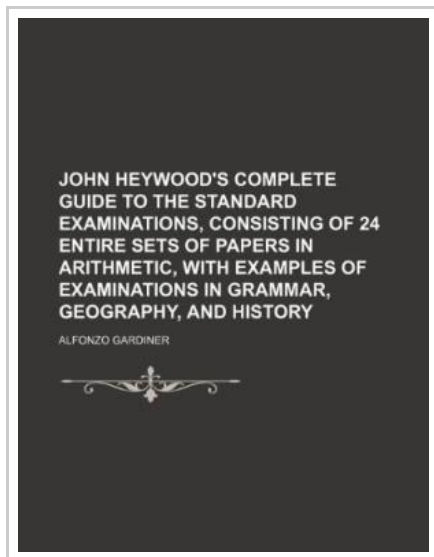 JOHN HEYWOOD'S COMPLETE
GUIDE TO THE STANDARD
EXAMINATIONS, CONSISTING OF 24
ENTIRE SETS OF PAPERS IN
ARITHMETIC, WITH EXAMPLES OF
EXAMINATIONS IN GRAMMAR,
GEOGRAPHY, AND HISTORY
ALFONZO GARDINER